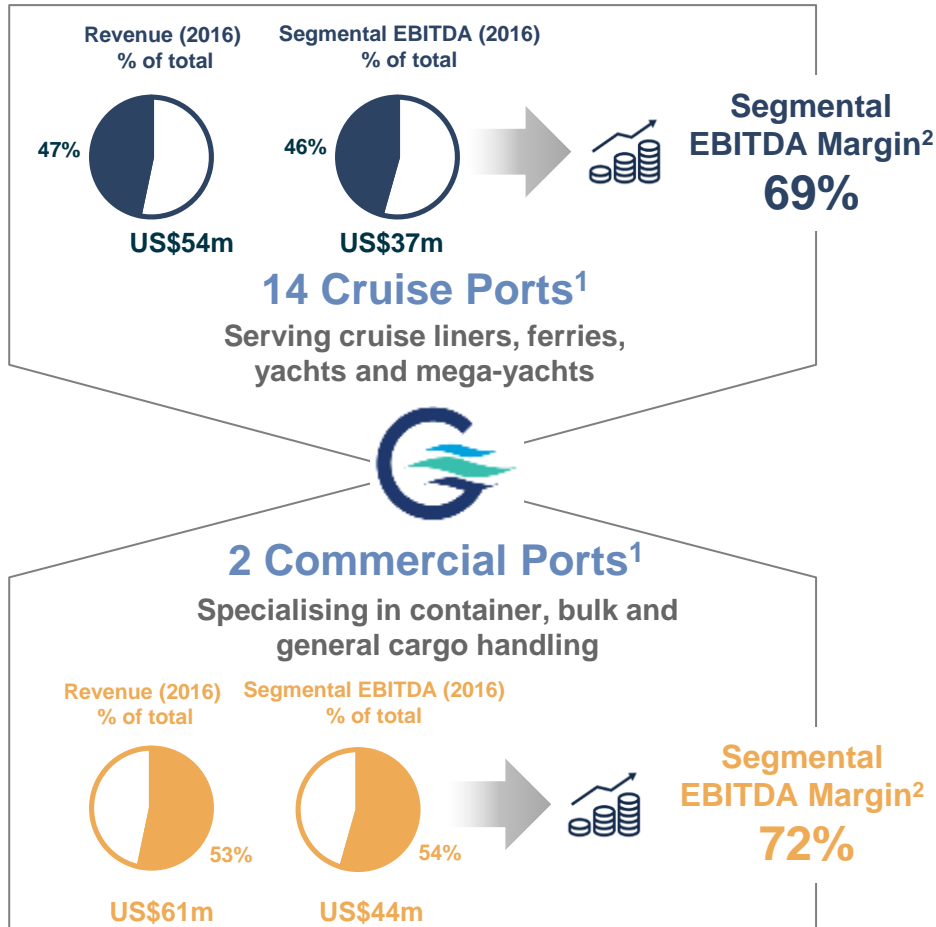 Revenue (2016)
% of total
Segmental EBITDA (2016)
% of total
47%
46%
US$54m
US$37m
Segmental
EBITDA Margin²
69%
14 Cruise Ports¹
Serving cruise liners, ferries,
yachts and mega-yachts
G
2 Commercial Ports¹
Specialising in container, bulk and
general cargo handling
Revenue (2016)
% of total
Segmental EBITDA (2016)
% of total
53%
54%
US$61m
US$44m
Segmental
EBITDA Margin²
72%